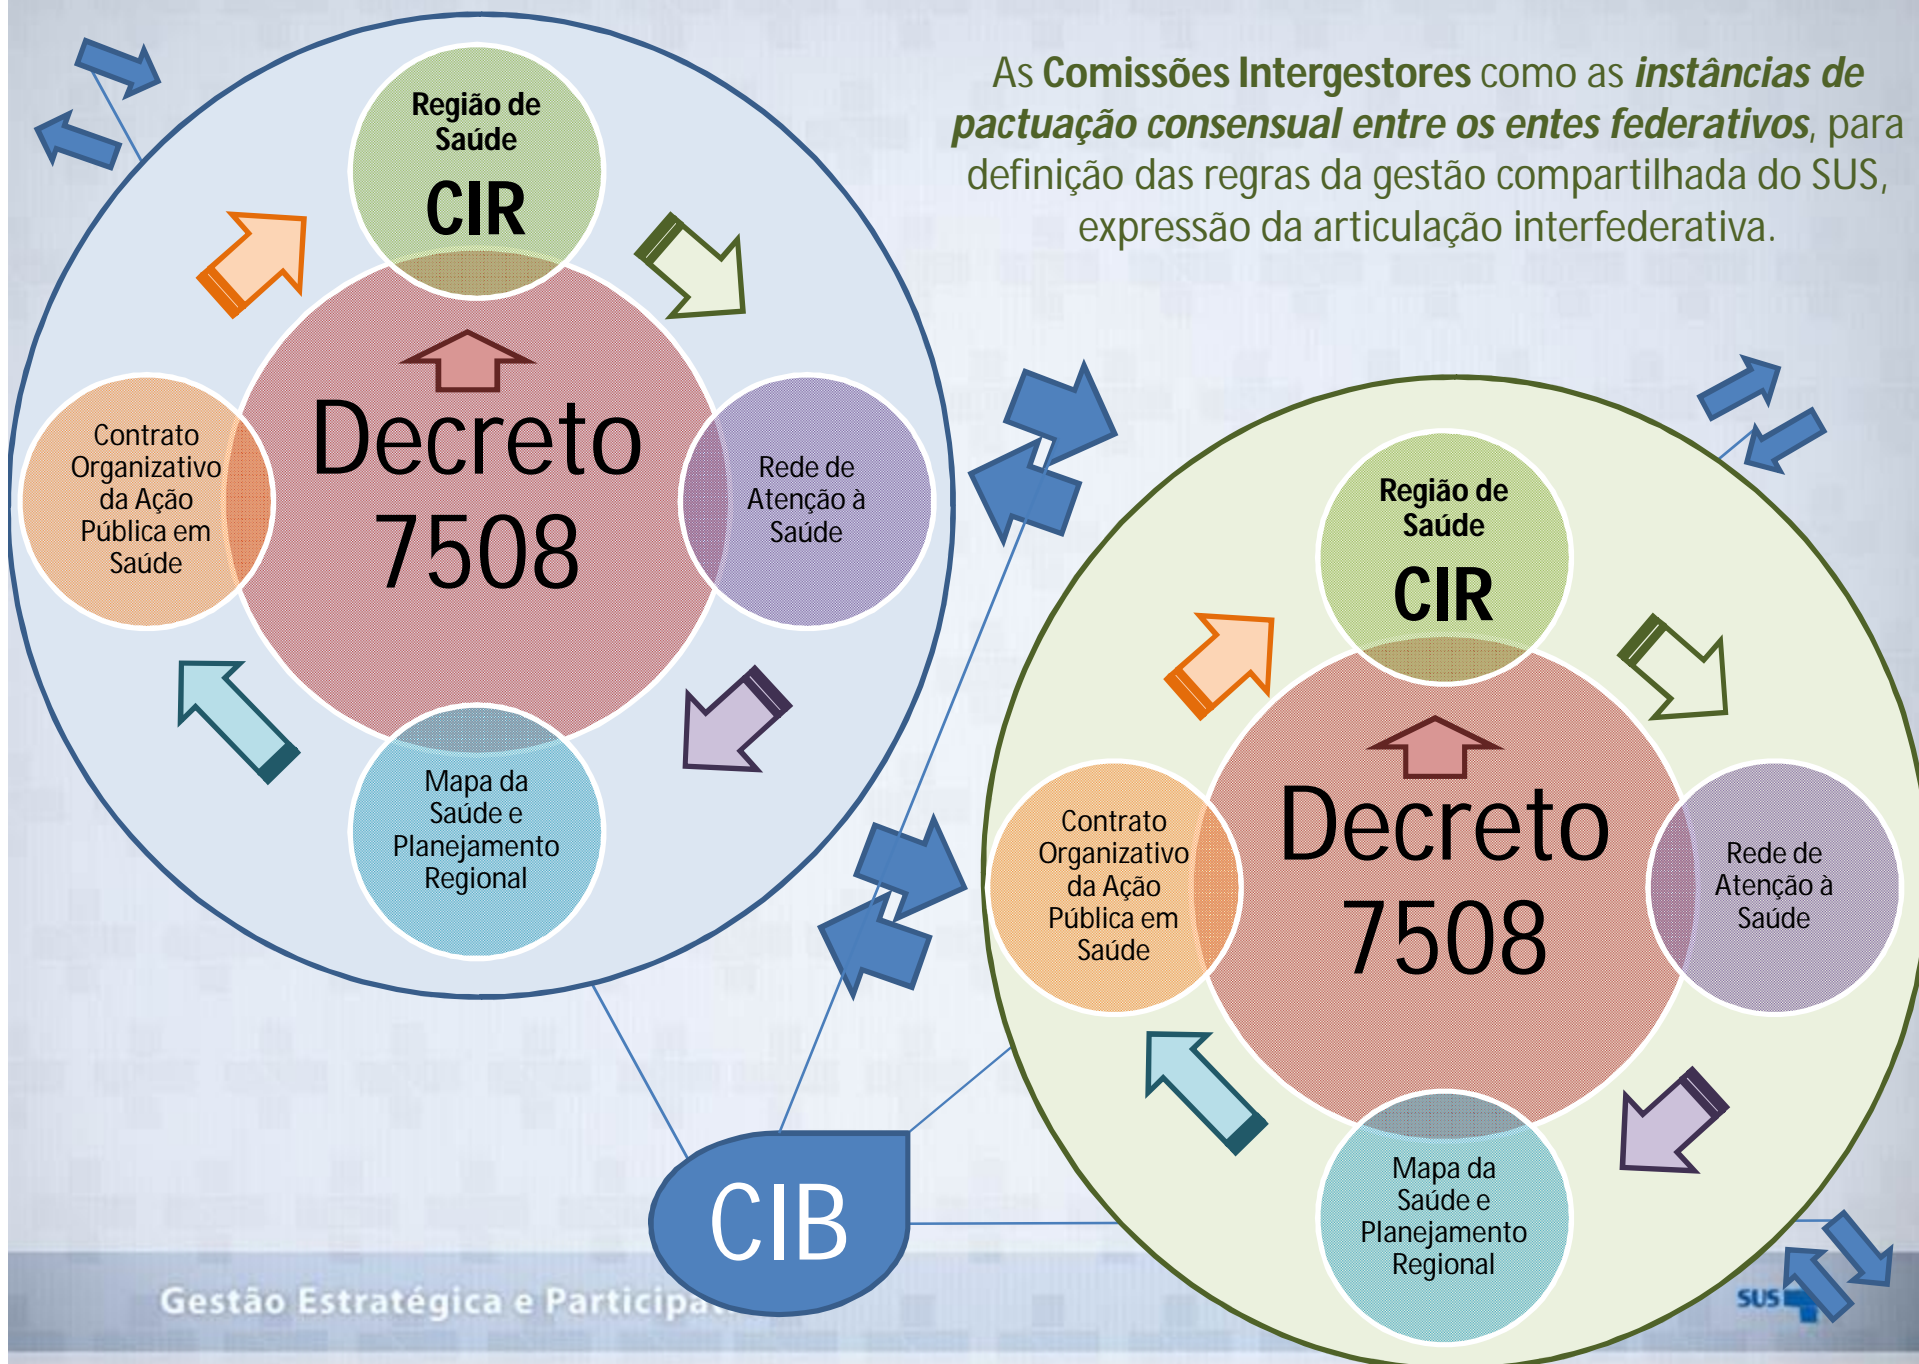 As Comissões Intergestores como as instâncias de
pactuação consensual entre os entes federativos, para
definição das regras da gestão compartilhada do SUS,
expressão da articulação interfederativa.
Região de
Saúde
CIR
Decreto
7508
Contrato
Organizativo
da Ação
Pública em
Saúde
Rede de
Atenção à
Saúde
Mapa da
Saúde e
Planejamento
Regional
Região de
Saúde
CIR
Decreto
7508
Contrato
Organizativo
da Ação
Pública em
Saúde
Rede de
Atenção à
Saúde
Mapa da
Saúde e
Planejamento
Regional
CIB
Gestão Estratégica e
SUS